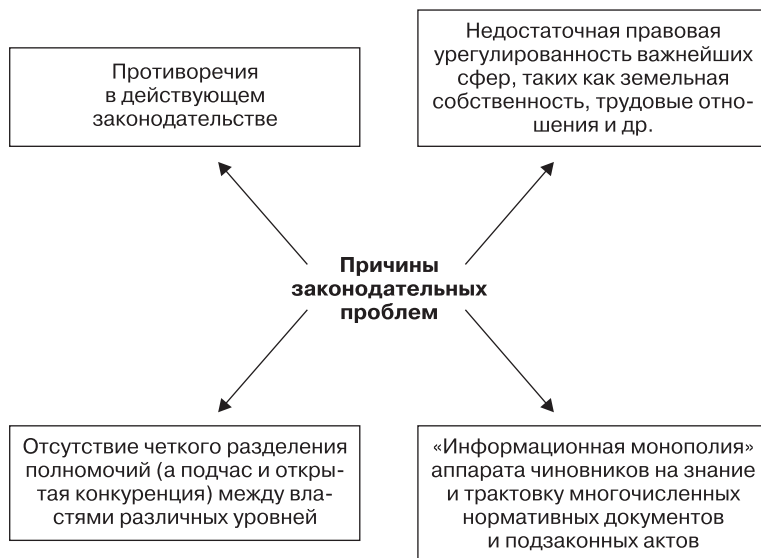 Противоречия
в действующем
законодательстве
Недостаточная правовая
урегулированность важнейших
сфер, таких как земельная
собственность, трудовые отно-
шения и др.
Причины
законодательных
проблем
Отсутствие четкого разделения
полномочий (а подчас и откры-
тая конкуренция) между вла-
стями различных уровней
«Информационная монополия»
аппарата чиновников на знание
и трактовку многочисленных
нормативных документов
и подзаконных актов